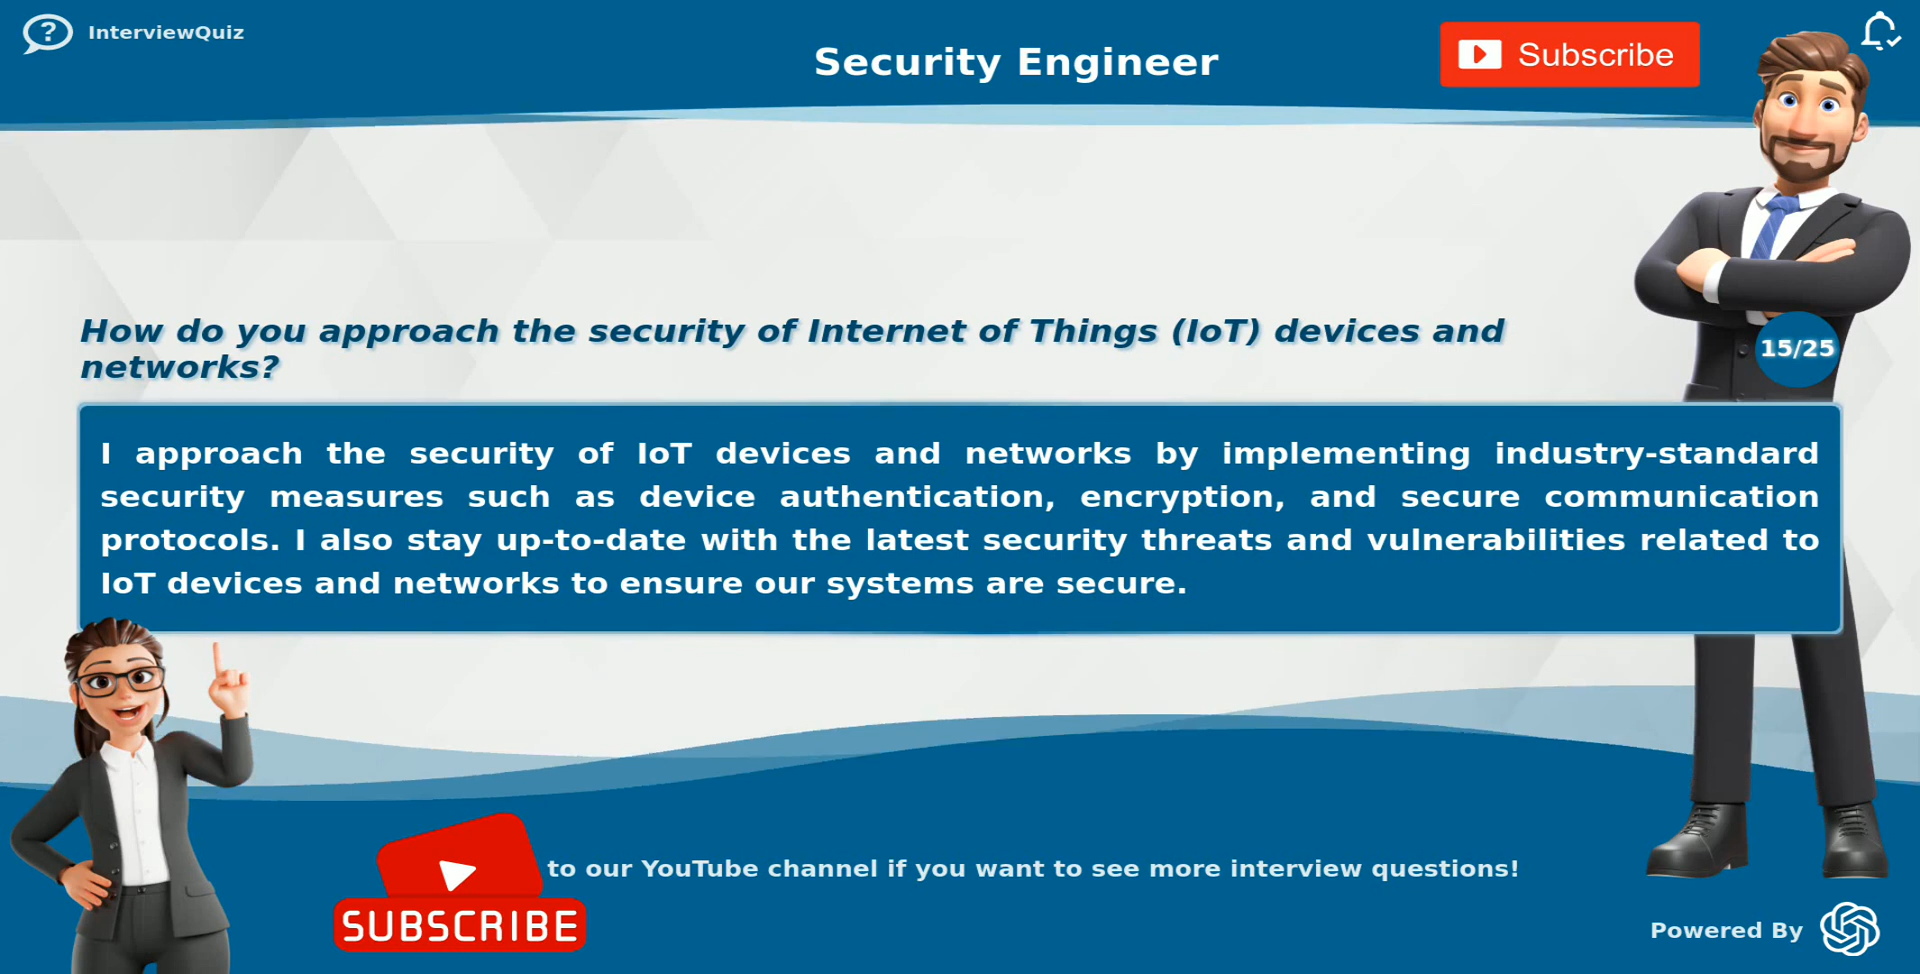 InterviewQuiz
Security Engineer
Subscribe
How do you approach the security of Internet of Things (IoT) devices and
networks?
15/25
I approach the security of IoT devices and networks by implementing industry-standard
security measures such as device authentication, encryption, and secure communication
protocols. I also stay up-to-date with the latest security threats and vulnerabilities related to
IoT devices and networks to ensure our systems are secure.
to our YouTube channel if you want to see more interview questions!
SUBSCRIBE
Powered By